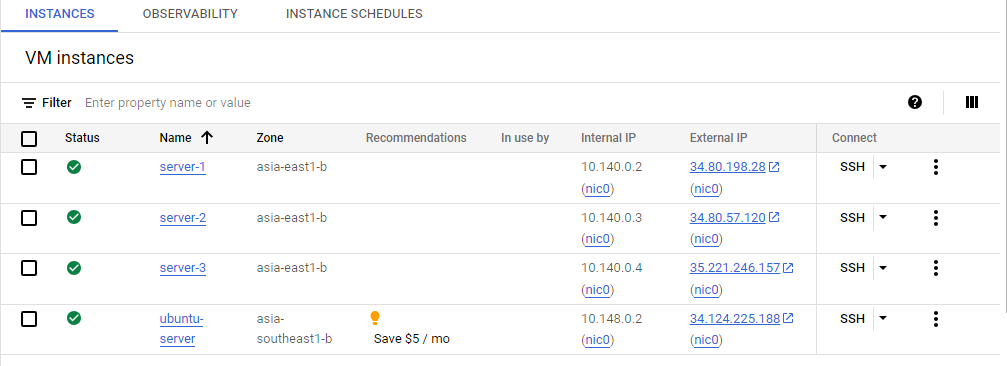 INSTANCES OBSERVABILITY INSTANCE SCHEDULES
VM instances
Filter Enter property name or value
Status Name Zone Recommendations In use by Internal IP External IP Connect
server-1 asia-east1-b 10.140.0.2 34.80.198.28 SSH
(nic0) (nic0)
server-2 asia-east1-b 10.140.0.3 34.80.57.120 SSH
(nic0) (nic0)
server-3 asia-east1-b 10.140.0.4 35.221.246.157 SSH
(nic0) (nic0)
ubuntu- asia- 10.148.0.2 34.124.225.188 SSH
server southeast1-b Save $5 / mo (nic0) (nic0)